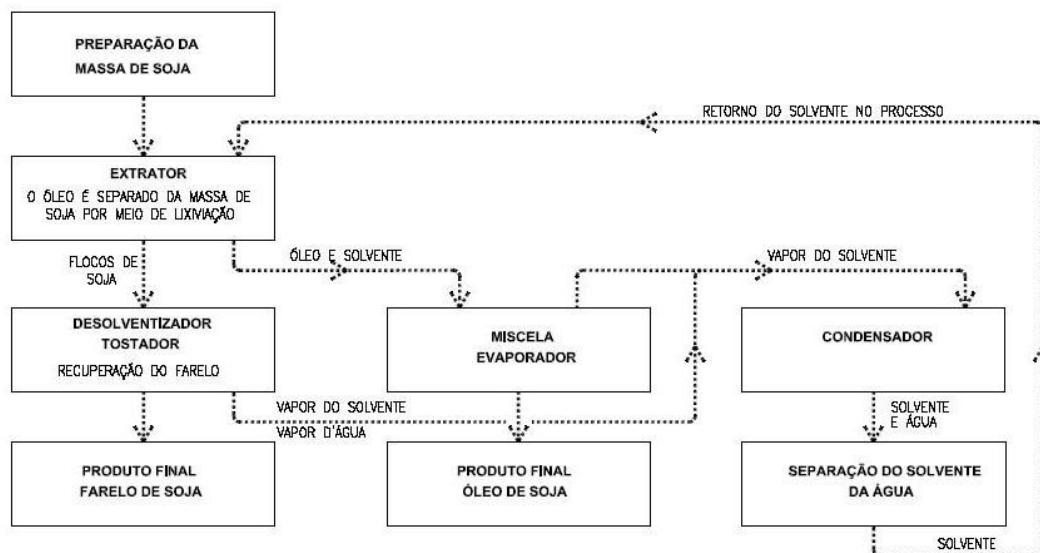 PREPARAÇÃO DA
MASSA DE SOJA
RETORNO DO SOLVENTE NO PROCESSO
EXTRATOR
O ÓLEO É SEPARADO DA MASSA DE
SOJA POR MEIO DE LIXIVIAÇÃO
FLOCOS DE
SOJA
ÓLEO E SOLVENTE
VAPOR DO SOLVENTE
DESOLVENTIZADOR
TOSTADOR
RECUPERAÇÃO DO FARELO
MISCELA
EVAPORADOR
CONDENSADOR
VAPOR DO SOLVENTE
VAPOR D'ÁGUA
SOLVENTE
E ÁGUA
PRODUTO FINAL
FARELO DE SOJA
PRODUTO FINAL
ÓLEO DE SOJA
SEPARAÇÃO DO SOLVENTE
DA ÁGUA
SOLVENTE